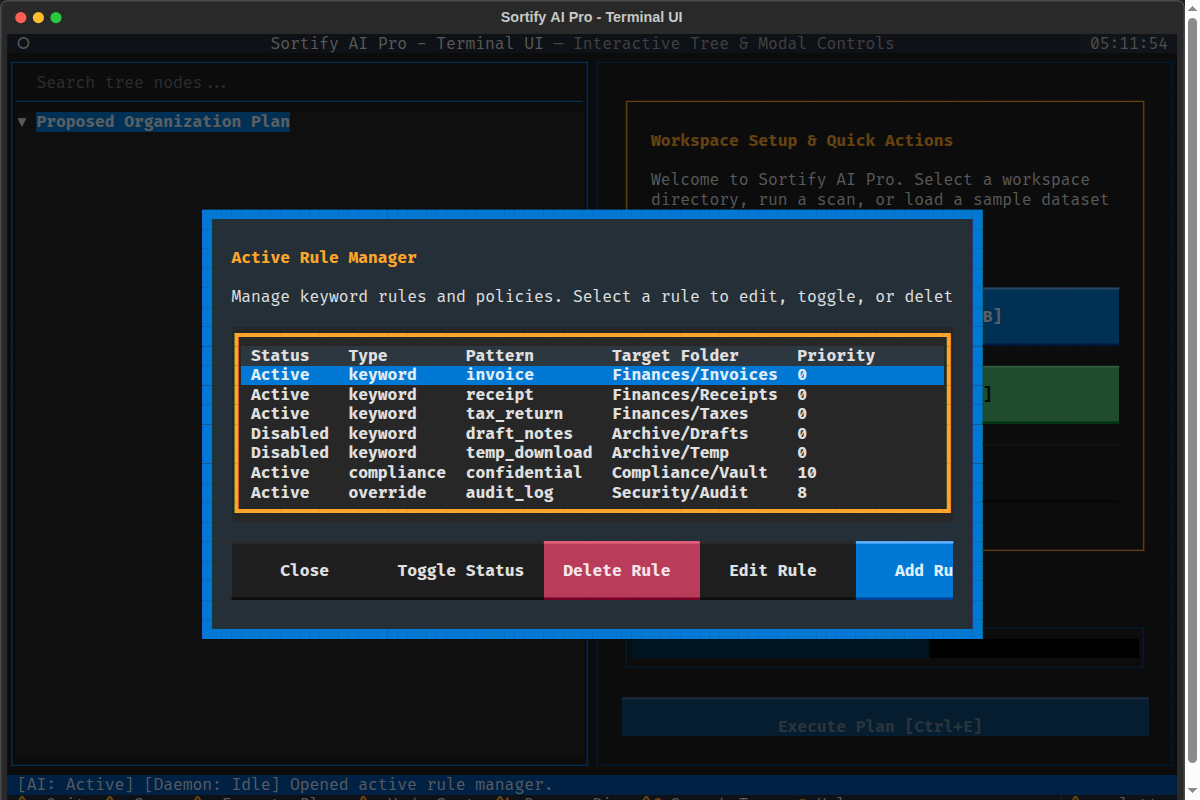 Sortify AI Pro - Terminal UI
Sortify AI Pro - Terminal UI — Interactive Tree & Modal Controls 05:11:54
Search tree nodes...
▼ Proposed Organization Plan
Workspace Setup & Quick Actions
Welcome to Sortify AI Pro. Select a workspace
directory, run a scan, or load a sample dataset
B]
]
Active Rule Manager
Manage keyword rules and policies. Select a rule to edit, toggle, or delet
Status Type Pattern Target Folder Priority
Active keyword invoice Finances/Invoices 0
Active keyword receipt Finances/Receipts 0
Active keyword tax_return Finances/Taxes 0
Disabled keyword draft_notes Archive/Drafts 0
Disabled keyword temp_download Archive/Temp 0
Active compliance confidential Compliance/Vault 10
Active override audit_log Security/Audit 8
Close Toggle Status Delete Rule Edit Rule Add Ru
Execute Plan [Ctrl+E]
[AI: Active] [Daemon: Idle] Opened active rule manager.